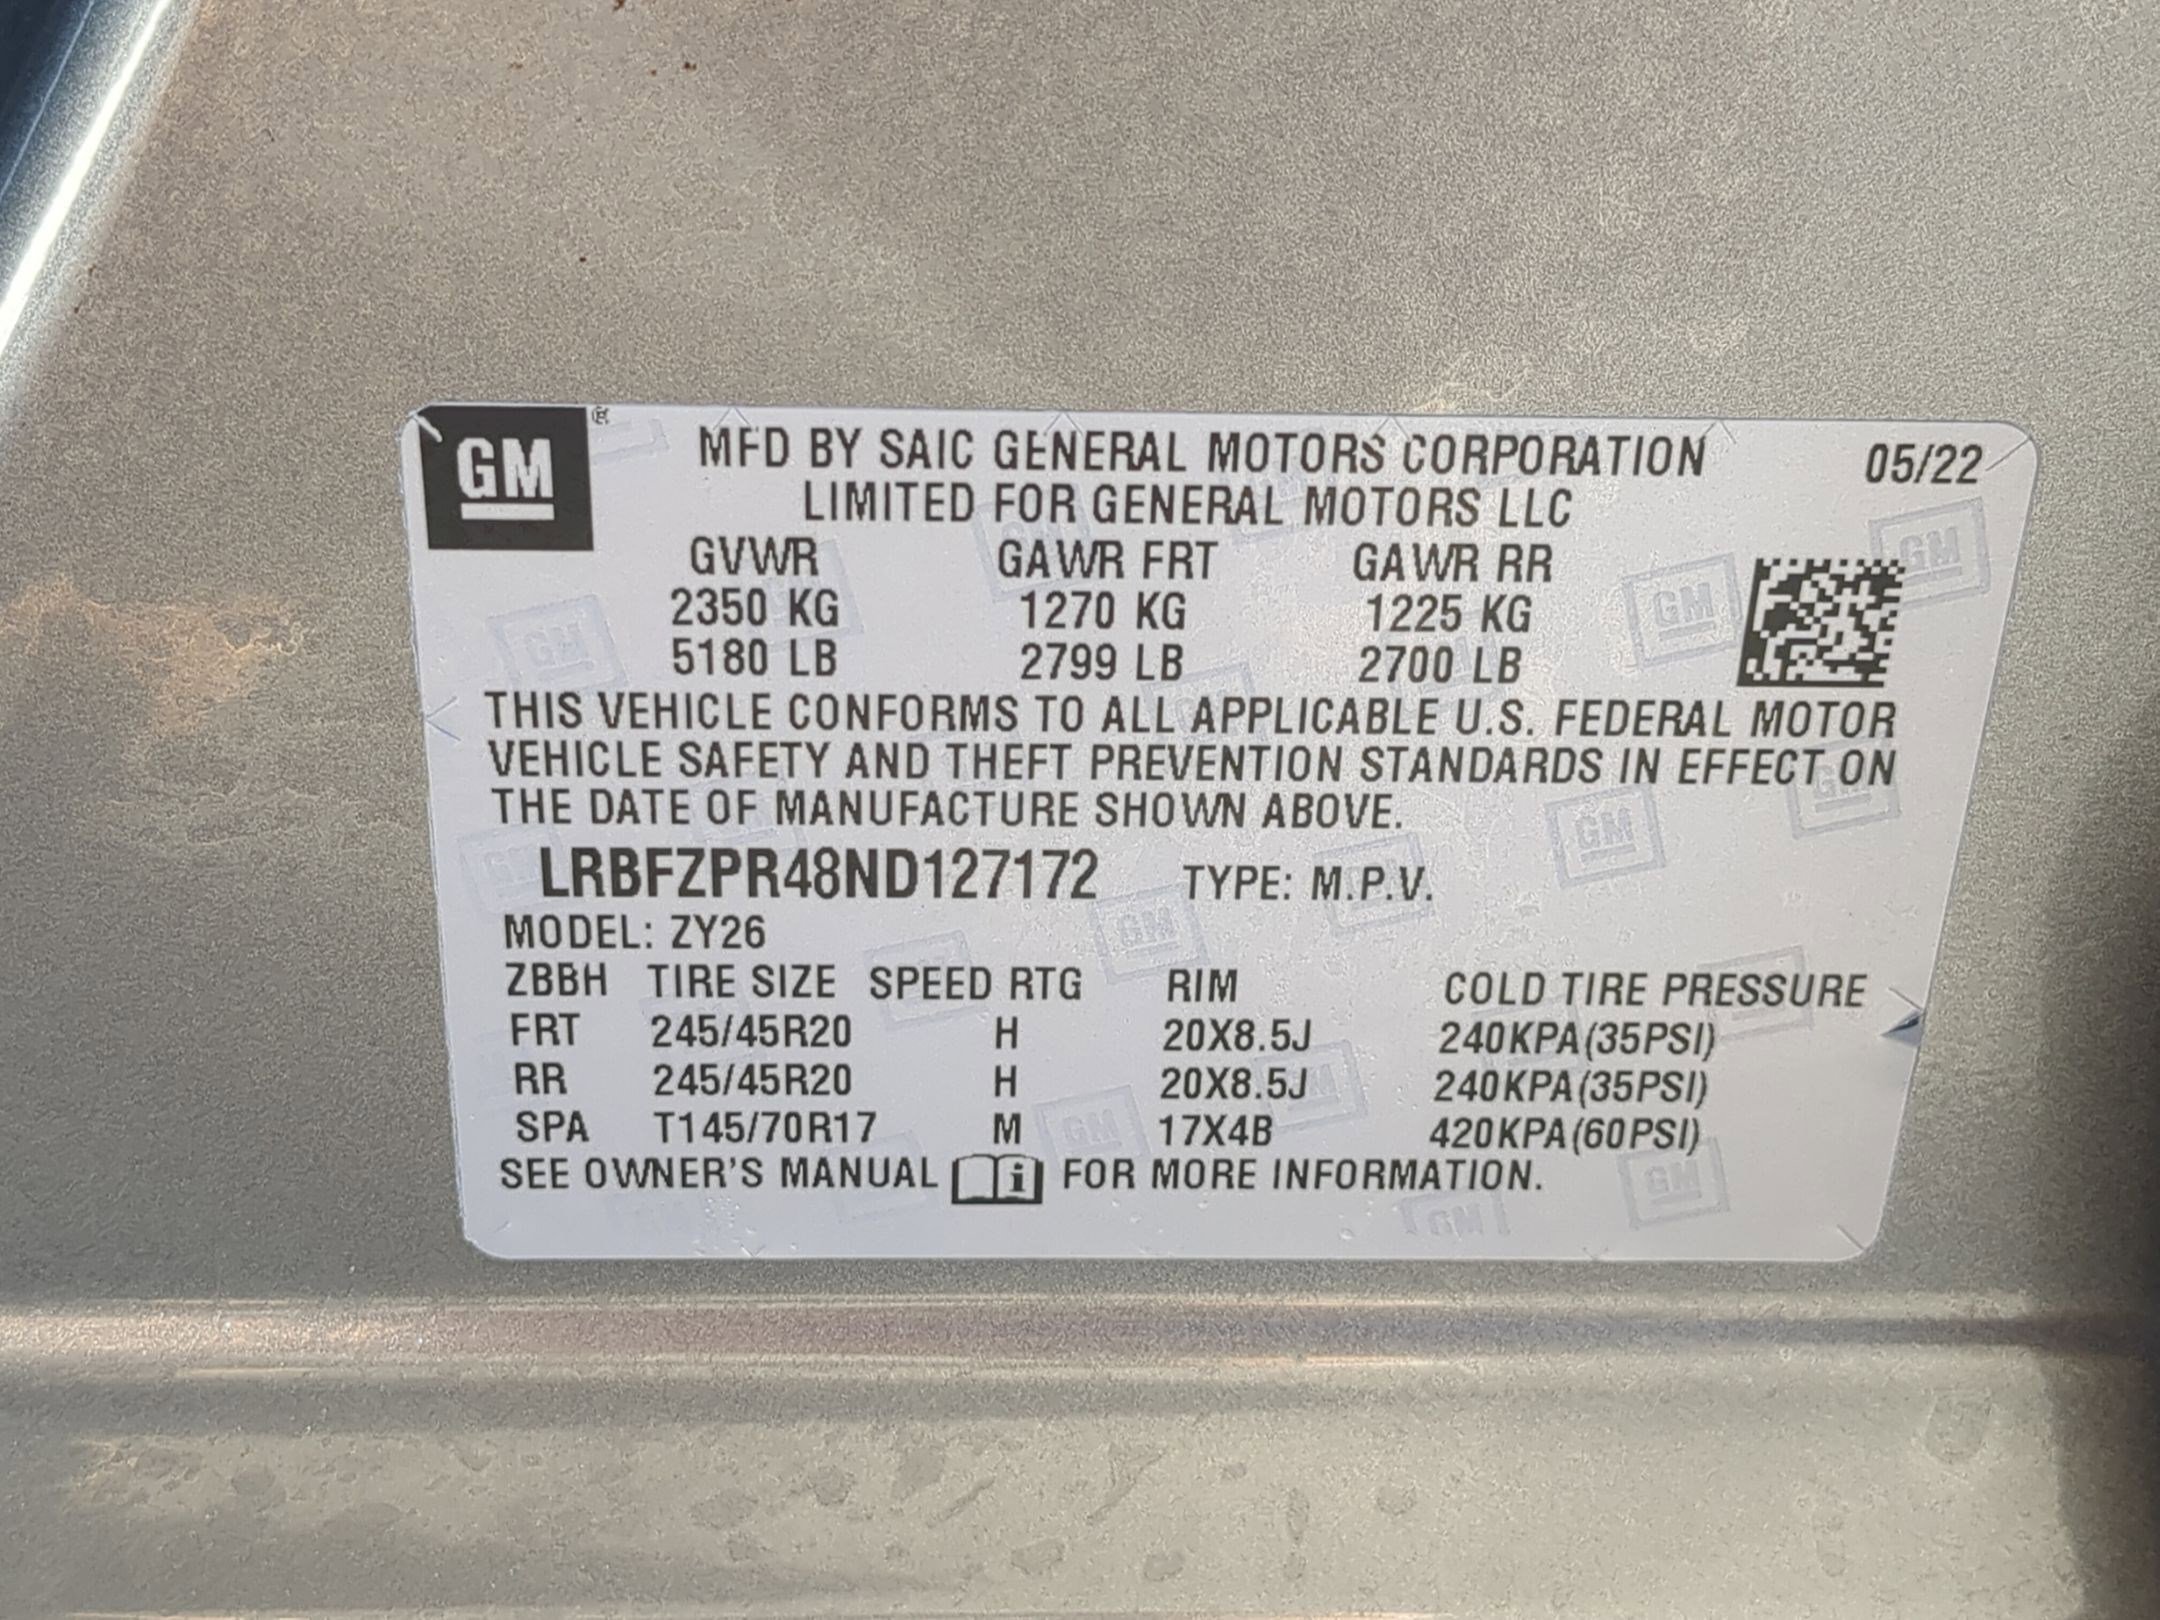 GM ®
MFD BY SAIC GENERAL MOTORS CORPORATION 05/22
LIMITED FOR GENERAL MOTORS LLC
GVWR GAWR FRT GAWR RR
2350 KG 1270 KG 1225 KG
5180 LB 2799 LB 2700 LB
THIS VEHICLE CONFORMS TO ALL APPLICABLE U.S. FEDERAL MOTOR
VEHICLE SAFETY AND THEFT PREVENTION STANDARDS IN EFFECT ON
THE DATE OF MANUFACTURE SHOWN ABOVE.
LRBFZPR48ND127172 TYPE: M.P.V.
MODEL: ZY26
ZBBH TIRE SIZE SPEED RTG RIM COLD TIRE PRESSURE
FRT 245/45R20 H 20X8.5J 240KPA(35PSI)
RR 245/45R20 H 20X8.5J 240KPA(35PSI)
SPA T145/70R17 M 17X4B 420KPA(60PSI)
SEE OWNER'S MANUAL i FOR MORE INFORMATION.